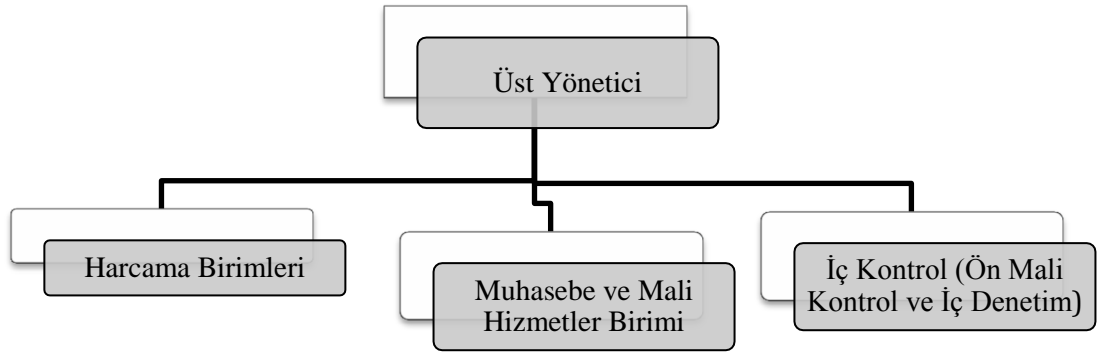 Üst Yönetici
Harcama Birimleri
Muhasebe ve Mali
Hizmetler Birimi
İç Kontrol (Ön Mali
Kontrol ve İç Denetim)